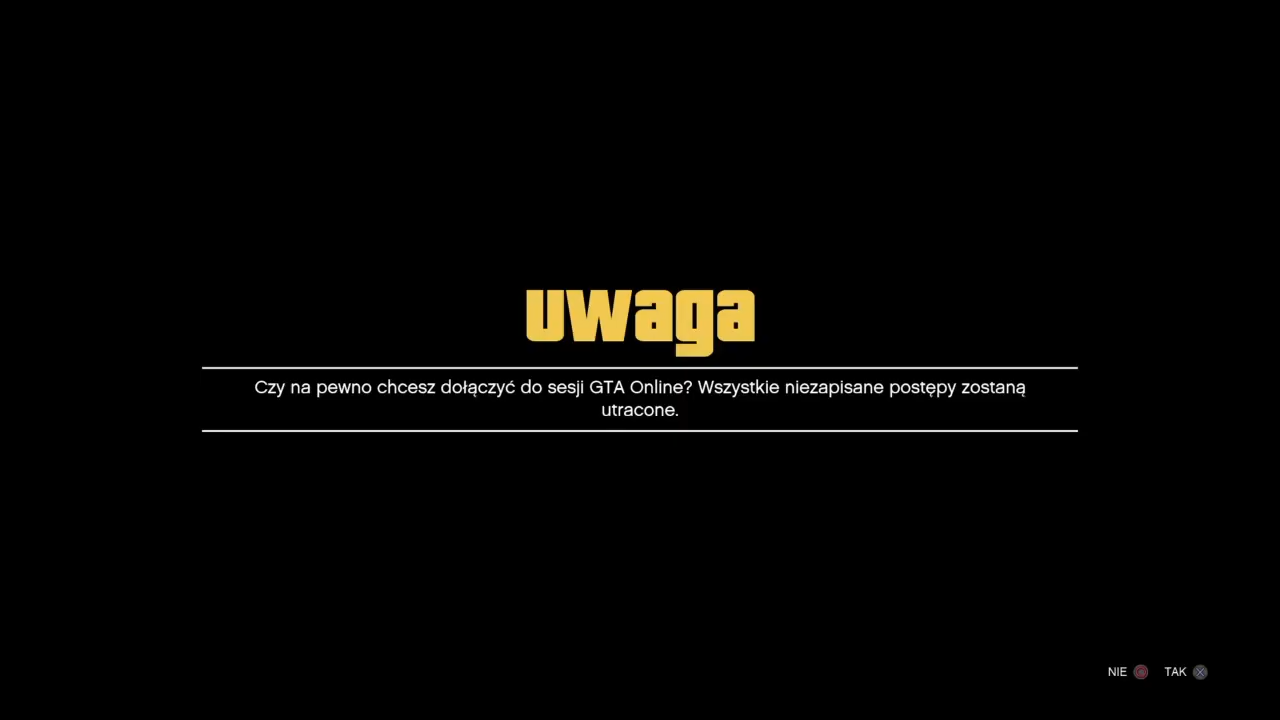 uwaga
Czy na pewno chcesz dołączyć do sesji GTA Online? Wszystkie niezapisane postępy zostaną
utracone.
NIE TAK